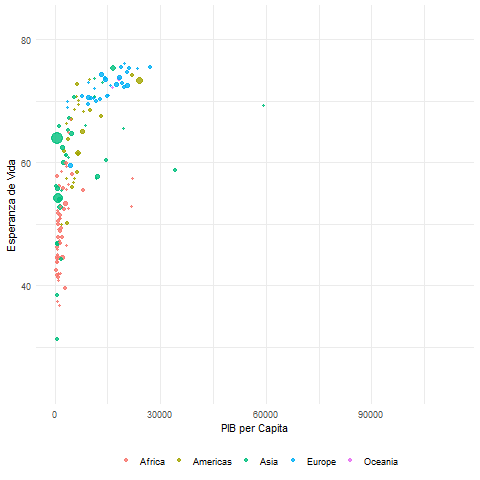 80
60
40
Esperanza de Vida
0 30000 60000 90000
PIB per Capita
Africa Americas Asia Europe Oceania